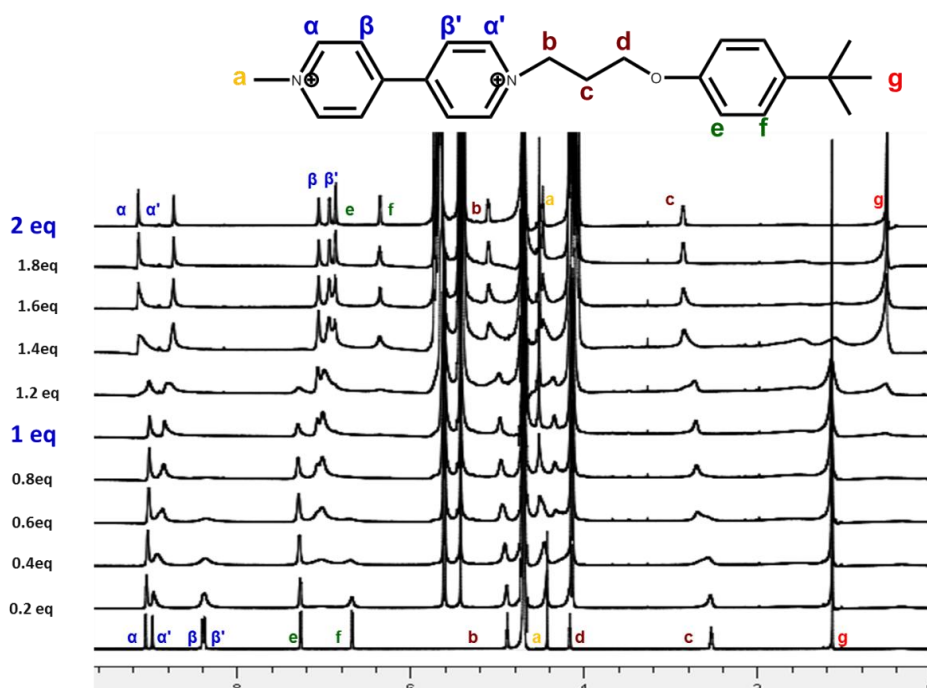 α β β' α' b d
a N⊕ N⊕ c O g
e f
α α' β β' e f b a c g
2 eq
1.8eq
1.6eq
1.4eq
1.2 eq
1 eq
0.8eq
0.6eq
0.4eq
0.2 eq
α α' β β' e f b a d c g
8 6 4 2